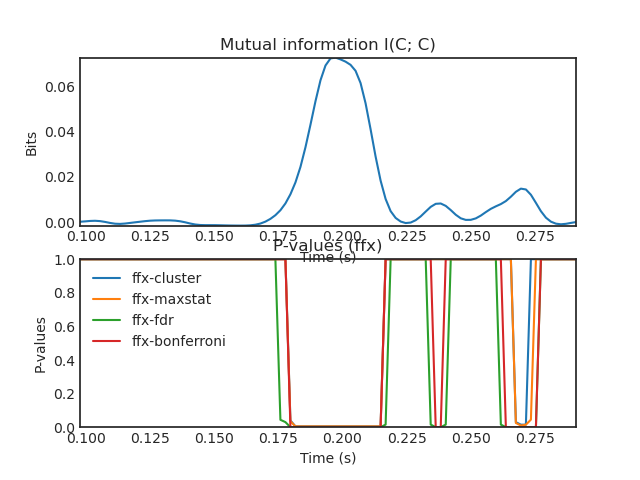 Mutual information I(C; C)
Bits
0.06
0.04
0.02
0.00
0.100 0.125 0.150 0.175 0.200 0.225 0.250 0.275
Time (s)
P-values (ffx)
P-values
1.0
0.8
0.6
0.4
0.2
0.0
ffx-cluster
ffx-maxstat
ffx-fdr
ffx-bonferroni
0.100 0.125 0.150 0.175 0.200 0.225 0.250 0.275
Time (s)